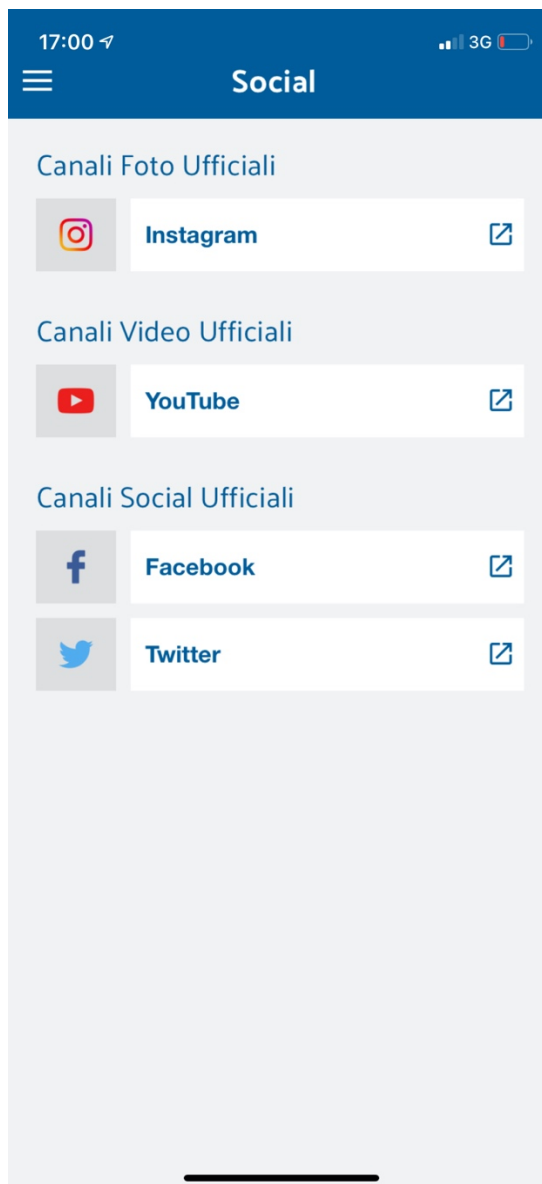 17:00
3G
Social
Canali Foto Ufficiali
Instagram
Canali Video Ufficiali
YouTube
Canali Social Ufficiali
Facebook
Twitter